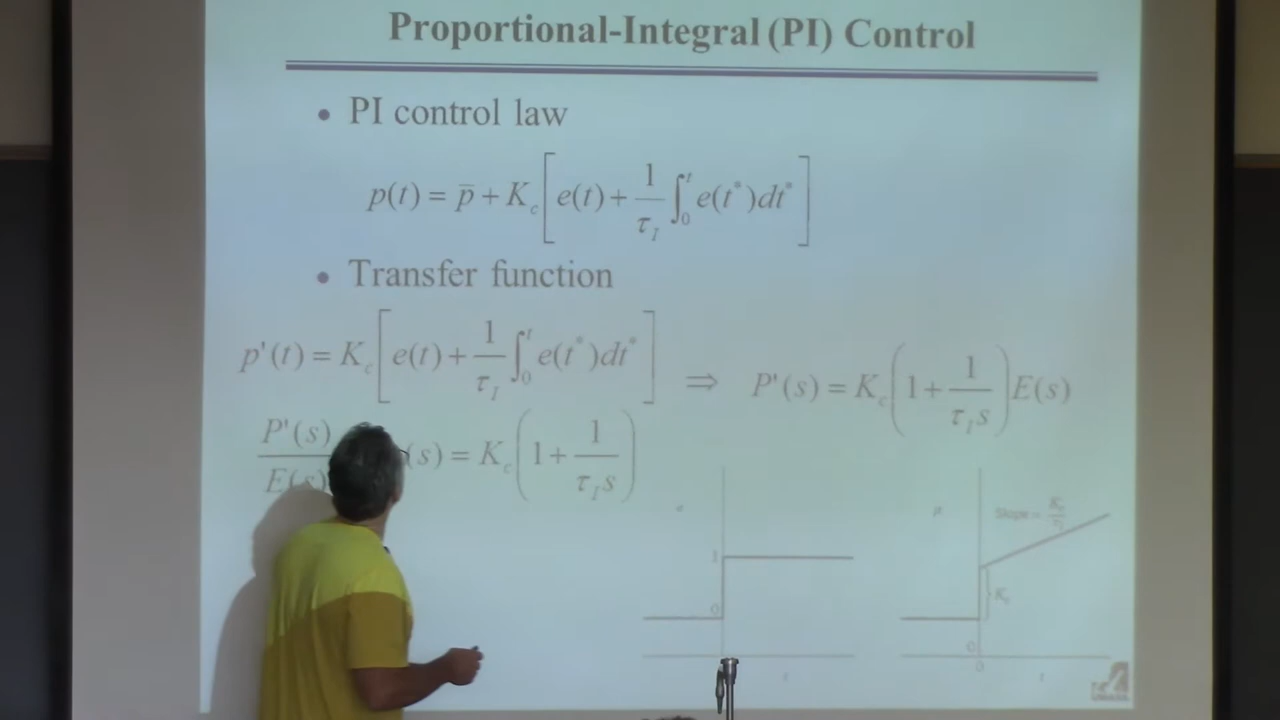 Proportional-Integral (PI) Control
• PI control law
p(t) = p̄ + K_c [ e(t) + 1/τ_I ∫_0^t e(t*)dt* ]
• Transfer function
p'(t) = K_c [ e(t) + 1/τ_I ∫_0^t e(t*)dt* ] ⇒ P'(s) = K_c ( 1 + 1/(τ_I s) ) E(s)
P'(s)/E(s) (s) = K_c ( 1 + 1/(τ_I s) )
e
1
0
t
p
Slope = K_c/τ_I
K_c
0
0
t